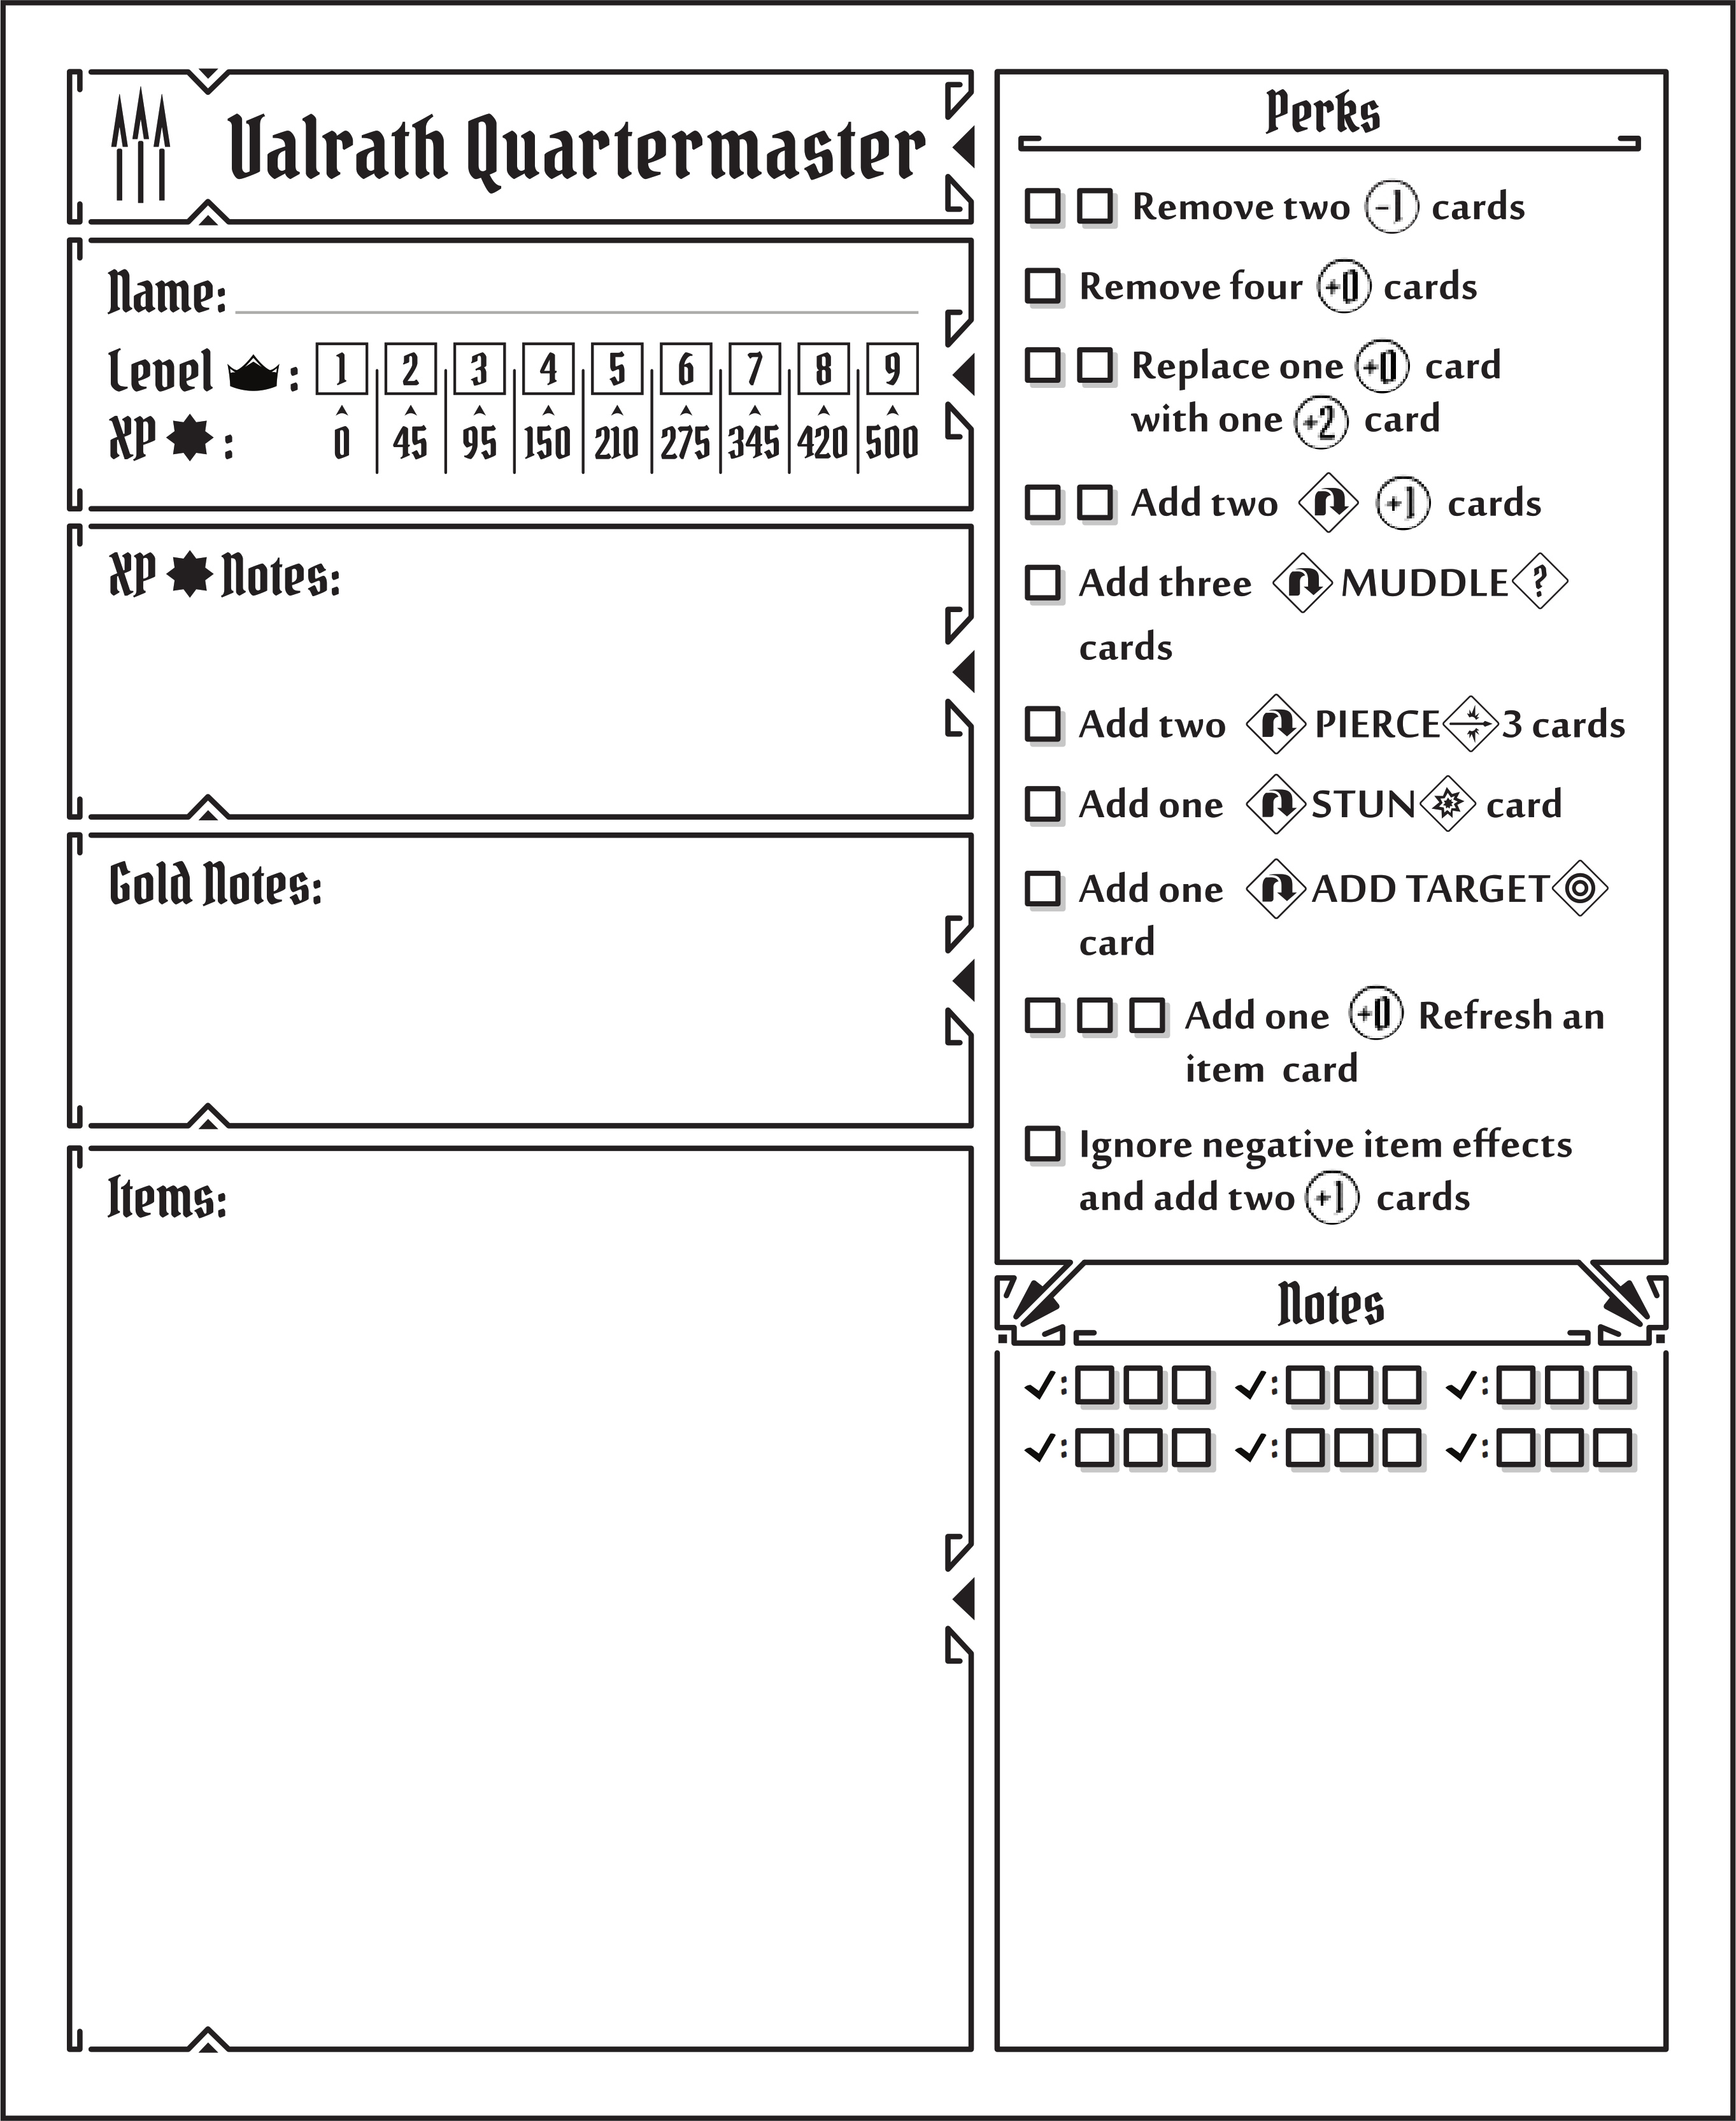 Valrath Quartermaster
Name:
Level :
1 2 3 4 5 6 7 8 9
XP :
0 45 95 150 210 275 345 420 500
XP Notes:
Gold Notes:
Items:
Perks
Remove two -1 cards
Remove four +0 cards
Replace one +0 card
with one +2 card
Add two +1 cards
Add three MUDDLE ?
cards
Add two PIERCE 3 cards
Add one STUN card
Add one ADD TARGET
card
Add one +0 Refresh an
item card
Ignore negative item effects
and add two +1 cards
Notes
✓: ✓: ✓:
✓: ✓: ✓: